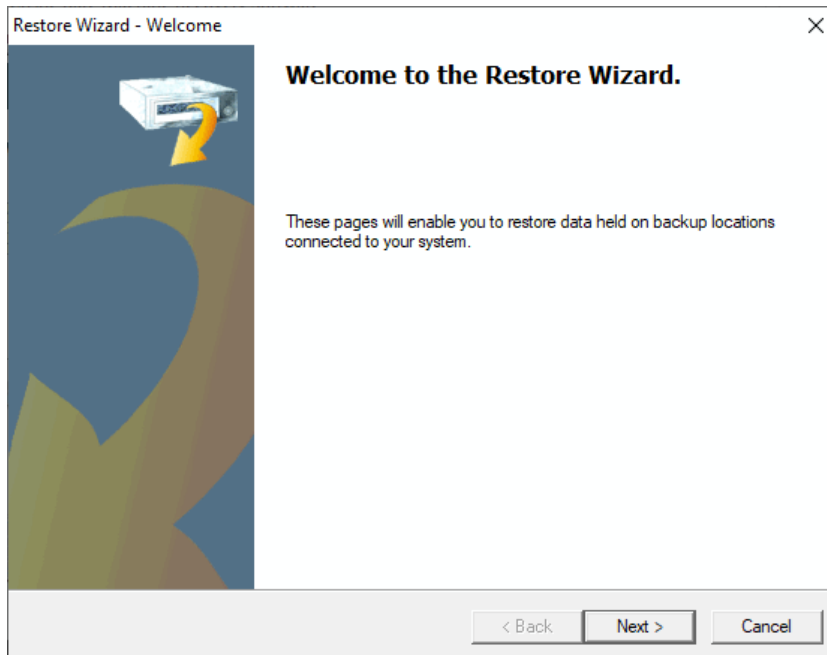 Restore Wizard - Welcome
Welcome to the Restore Wizard.
These pages will enable you to restore data held on backup locations
connected to your system.
< Back
Next >
Cancel